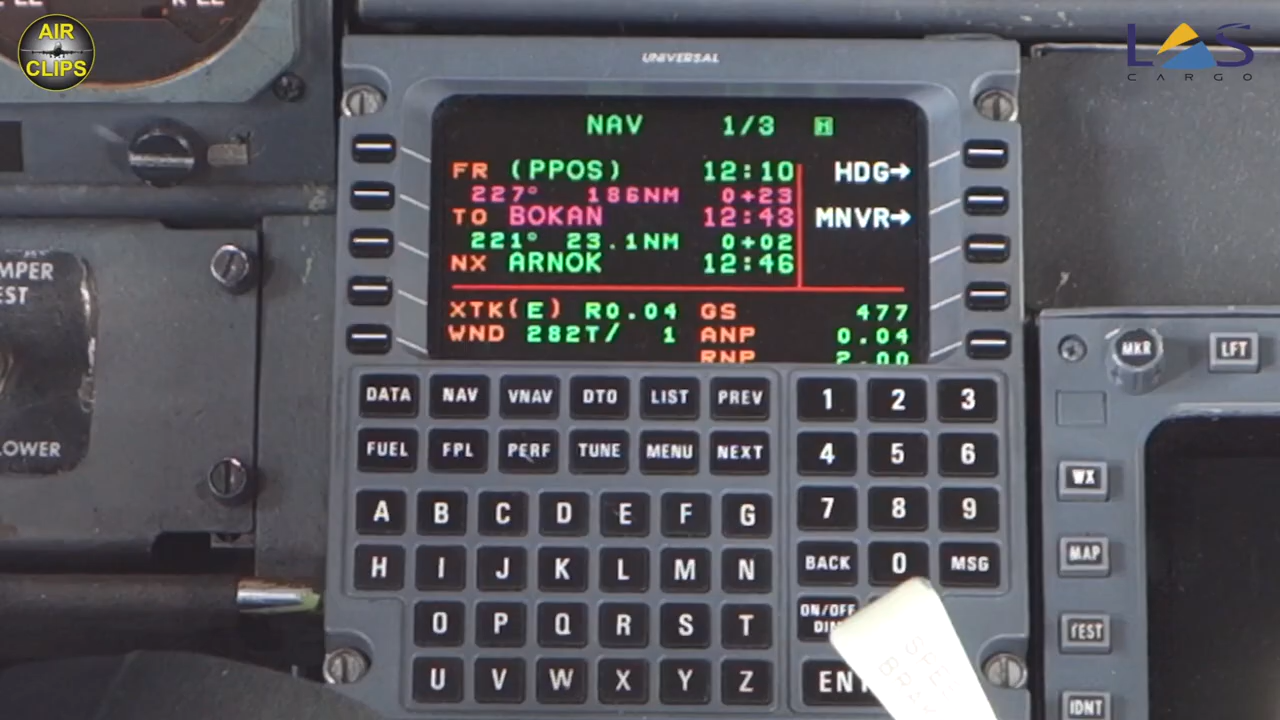 AIR
CLIPS
LAS
CARGO
UNIVERSAL
NAV 1/3 M
FR (PPOS) 12:10 HDG→
227° 186NM 0+23
TO BOKAN 12:43 MNVR→
221° 23.1NM 0+02
NX ARNOK 12:46
XTK(E) R0.04 GS 477
WND 282T/ 1 ANP 0.04
RNP 2.00
DATA NAV VNAV DTO LIST PREV
FUEL FPL PERF TUNE MENU NEXT
A B C D E F G
H I J K L M N
O P Q R S T
U V W X Y Z
1 2 3
4 5 6
7 8 9
BACK 0 MSG
ON/OFF
MKR LFT
WX
MAP
TEST
IDNT